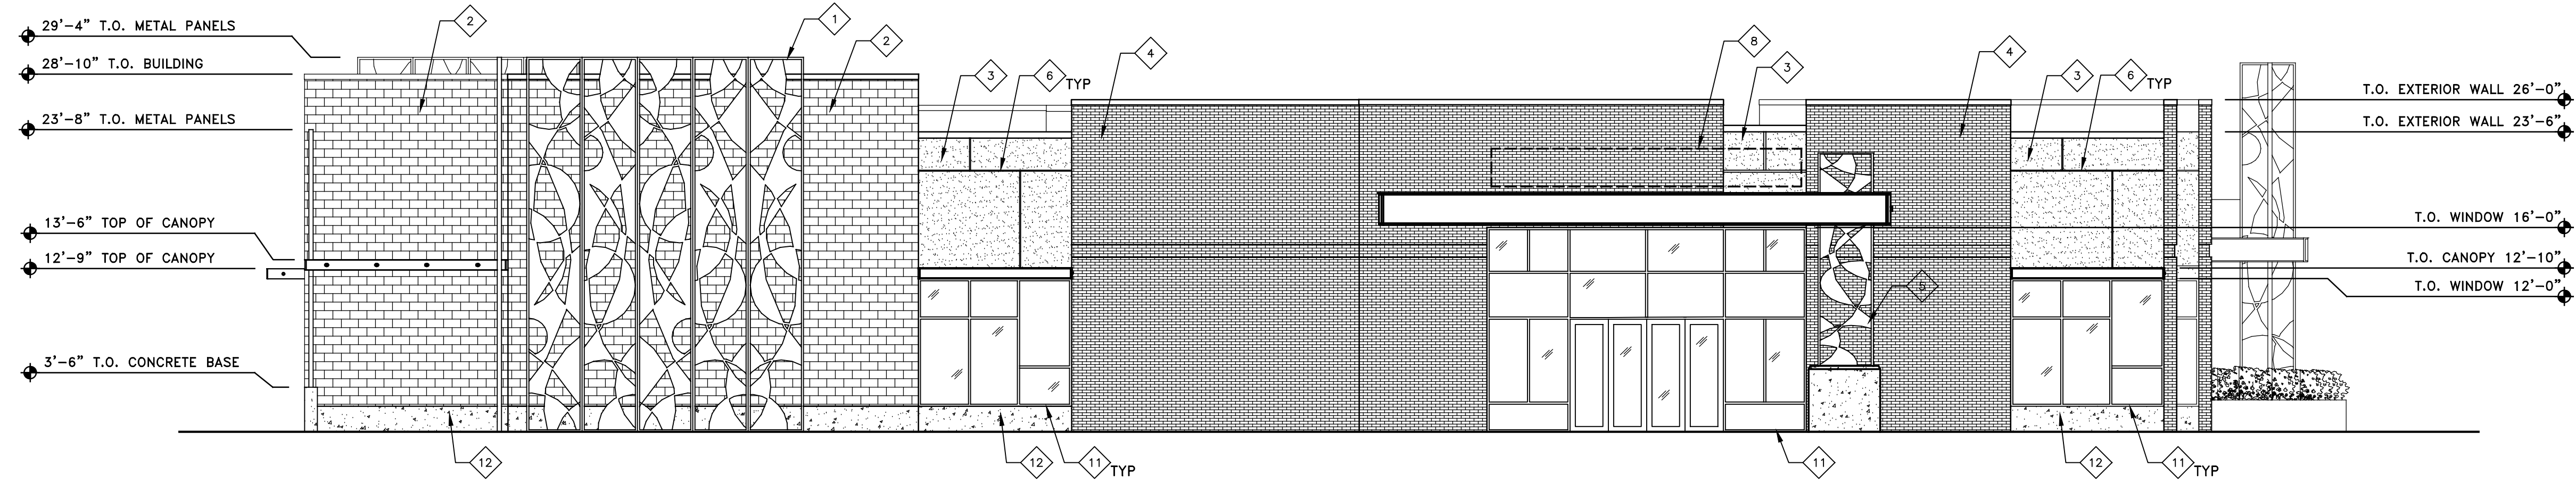 29'-4" T.O. METAL PANELS
28'-10" T.O. BUILDING
23'-8" T.O. METAL PANELS
13'-6" TOP OF CANOPY
12'-9" TOP OF CANOPY
3'-6" T.O. CONCRETE BASE
2
1
2
3
6 TYP
4
8
3
4
3
6 TYP
5
12
12
11 TYP
11
12
11 TYP
T.O. EXTERIOR WALL 26'-0"
T.O. EXTERIOR WALL 23'-6"
T.O. WINDOW 16'-0"
T.O. CANOPY 12'-10"
T.O. WINDOW 12'-0"